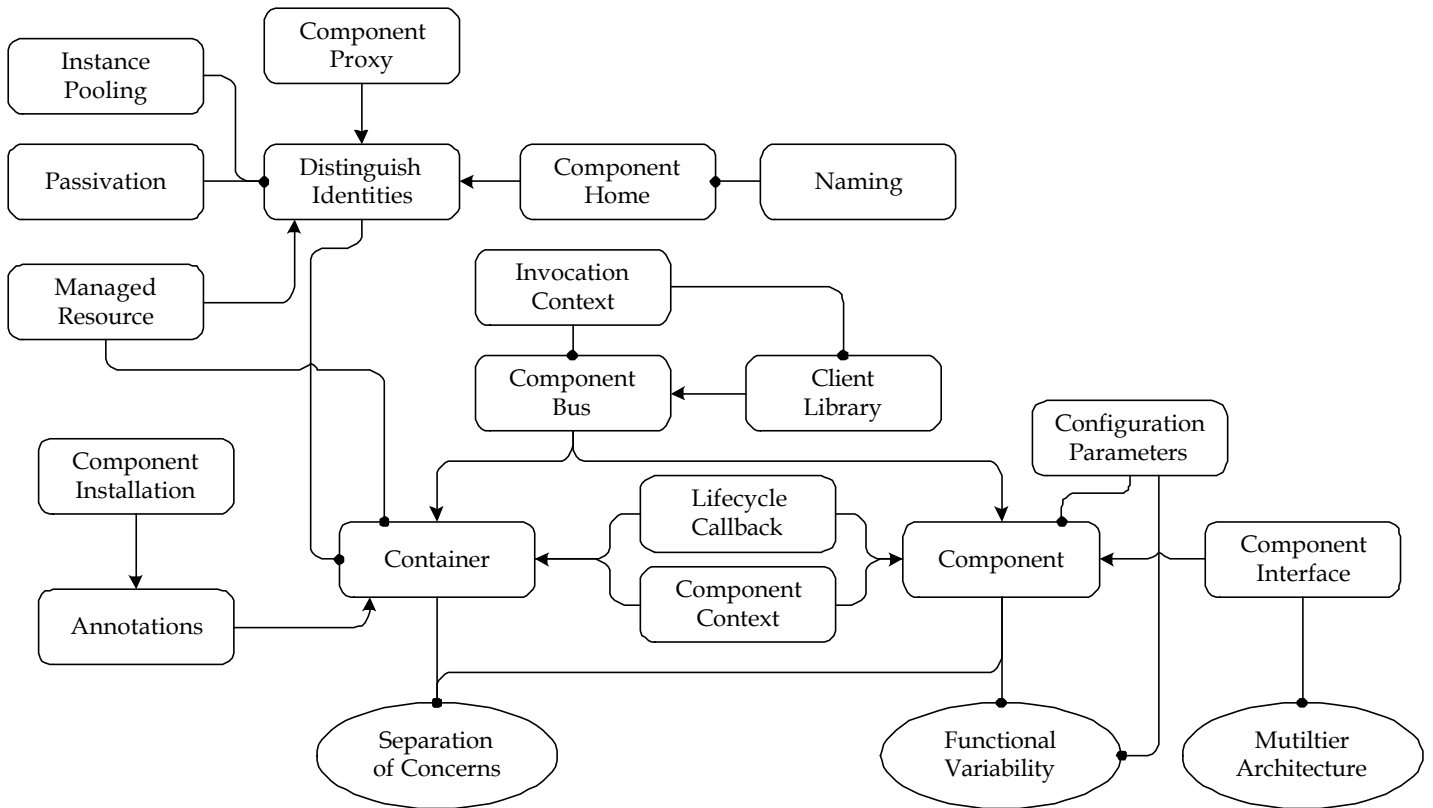 Component
Proxy
Instance
Pooling
Passivation
Distinguish
Identities
Component
Home
Naming
Managed
Resource
Invocation
Context
Component
Bus
Client
Library
Configuration
Parameters
Component
Installation
Lifecycle
Callback
Container
Component
Component
Interface
Annotations
Component
Context
Separation
of Concerns
Functional
Variability
Mutiltier
Architecture